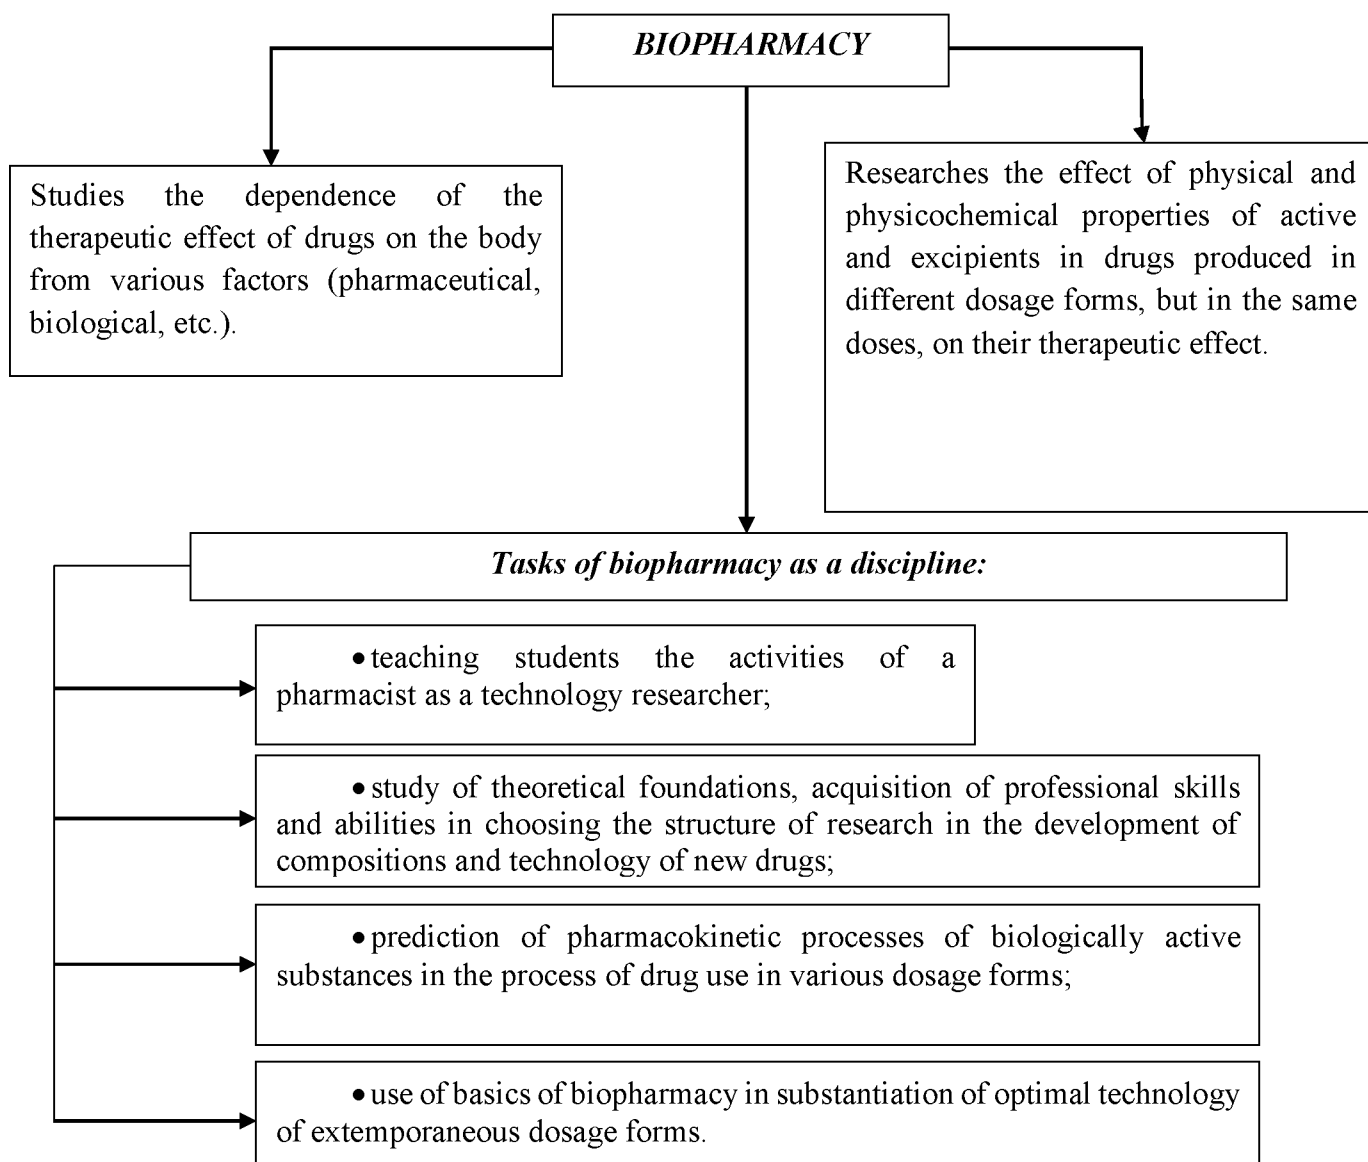 BIOPHARMACY
Studies the dependence of the
therapeutic effect of drugs on the body
from various factors (pharmaceutical,
biological, etc.).
Researches the effect of physical and
physicochemical properties of active
and excipients in drugs produced in
different dosage forms, but in the same
doses, on their therapeutic effect.
Tasks of biopharmacy as a discipline:
•teaching students the activities of a
pharmacist as a technology researcher;
•study of theoretical foundations, acquisition of professional skills
and abilities in choosing the structure of research in the development of
compositions and technology of new drugs;
•prediction of pharmacokinetic processes of biologically active
substances in the process of drug use in various dosage forms;
•use of basics of biopharmacy in substantiation of optimal technology
of extemporaneous dosage forms.